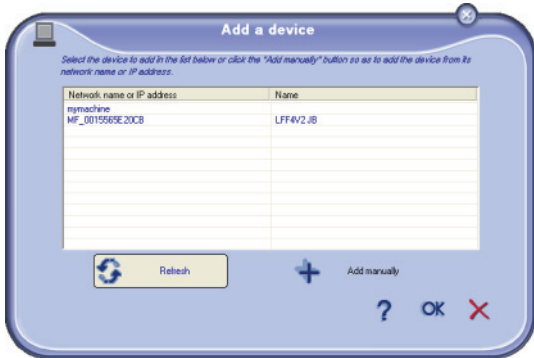 Add a device
Select the device to add in the list below or click the "Add manually" button so as to add the device from its
network name or IP address.
Network name or IP address Name
mymachine
MF_0015565E20CB LFF4V2 JB
Refresh Add manually
? OK